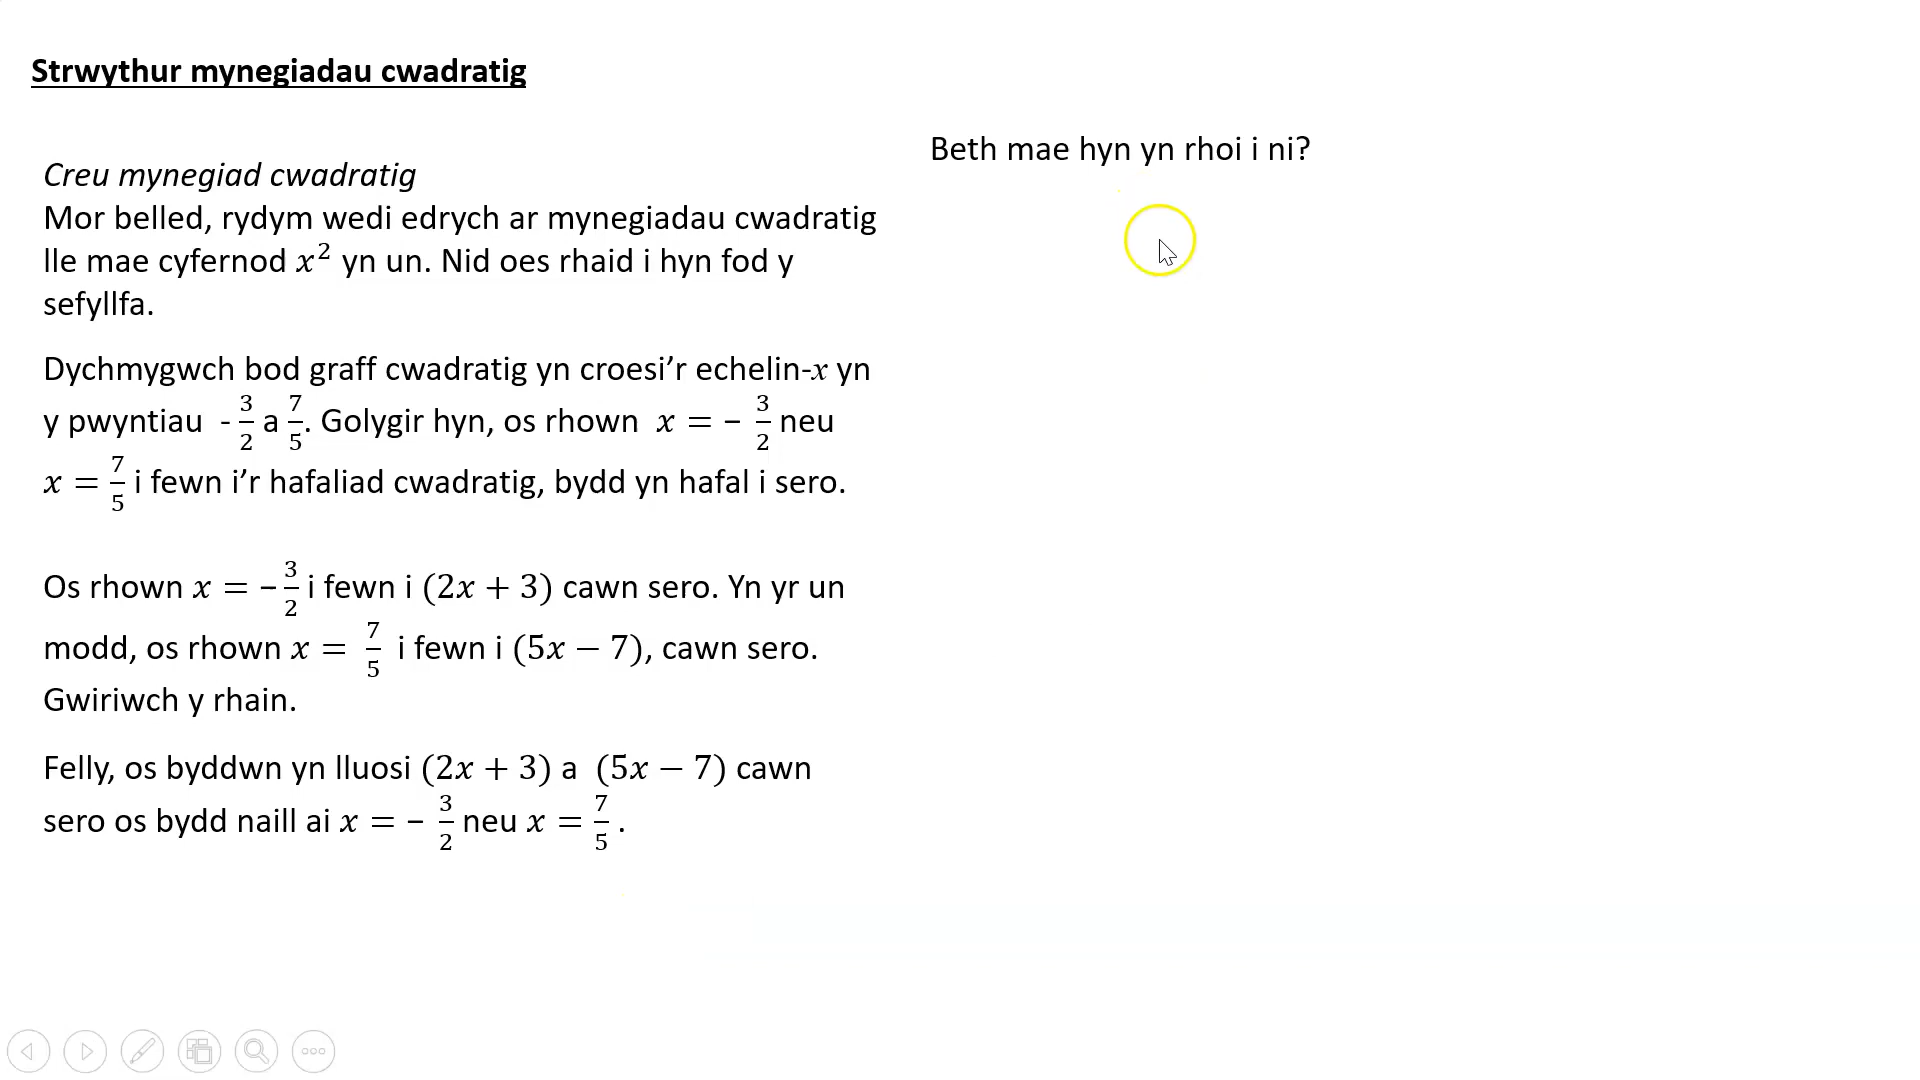 Strwythur mynegiadau cwadratig
Creu mynegiad cwadratig
Mor belled, rydym wedi edrych ar mynegiadau cwadratig
lle mae cyfernod x² yn un. Nid oes rhaid i hyn fod y
sefyllfa.
Dychmygwch bod graff cwadratig yn croesi’r echelin-x yn
y pwyntiau - 3/2 a 7/5. Golygir hyn, os rhown x = − 3/2 neu
x = 7/5 i fewn i’r hafaliad cwadratig, bydd yn hafal i sero.
Os rhown x = −3/2 i fewn i (2x + 3) cawn sero. Yn yr un
modd, os rhown x = 7/5 i fewn i (5x − 7), cawn sero.
Gwiriwch y rhain.
Felly, os byddwn yn lluosi (2x + 3) a (5x − 7) cawn
sero os bydd naill ai x = − 3/2 neu x = 7/5 .
Beth mae hyn yn rhoi i ni?